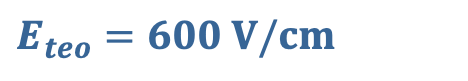 E_teo = 600 V/cm